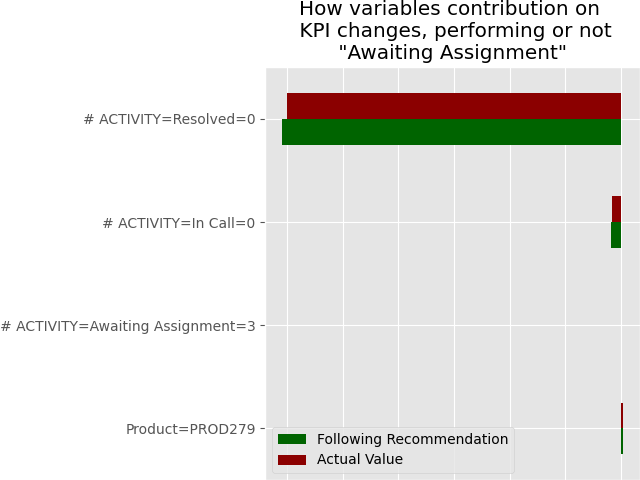 How variables contribution on
KPI changes, performing or not
"Awaiting Assignment"
# ACTIVITY=Resolved=0
# ACTIVITY=In Call=0
# ACTIVITY=Awaiting Assignment=3
Product=PROD279
Following Recommendation
Actual Value